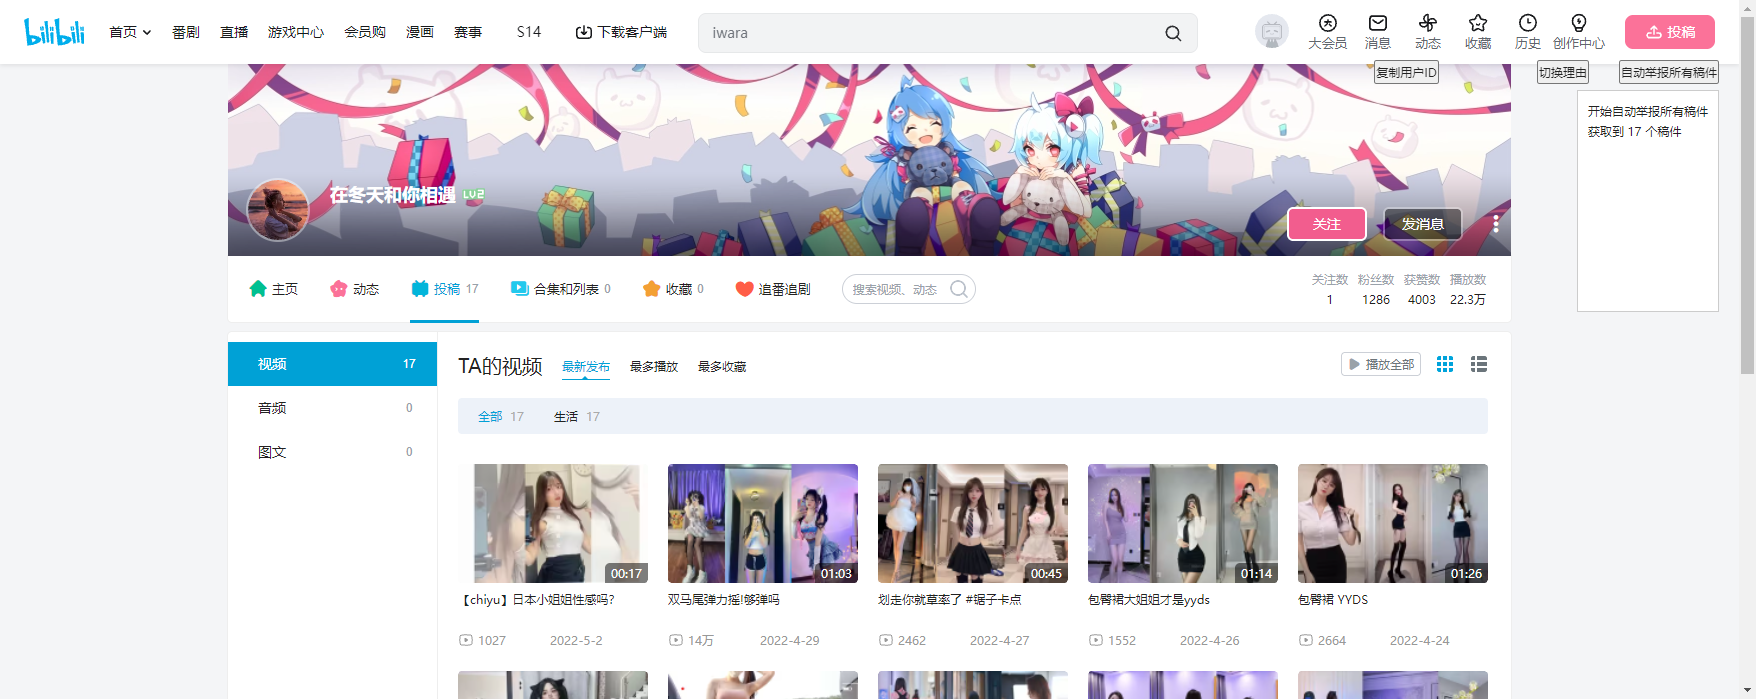 bilibili 首页 番剧 直播 游戏中心 会员购 漫画 赛事 S14 下载客户端 iwara 大会员 消息 动态 收藏 历史 创作中心 投稿
复制用户ID 切换理由 自动举报所有稿件
开始自动举报所有稿件
获取到 17 个稿件
在冬天和你相遇 LV2
关注 发消息
主页 动态 投稿 17 合集和列表 0 收藏 0 追番追剧 搜索视频、动态
关注数 粉丝数 获赞数 播放数
1 1286 4003 22.3万
视频 17
音频 0
图文 0
TA的视频 最新发布 最多播放 最多收藏 播放全部
全部 17 生活 17
00:17 01:03 00:45 01:14 01:26
【chiyu】日本小姐姐性感吗? 双马尾弹力摇!够弹吗 划走你就草率了 #锯子卡点 包臀裙大姐姐才是yyds 包臀裙 YYDS
1027 2022-5-2 14万 2022-4-29 2462 2022-4-27 1552 2022-4-26 2664 2022-4-24